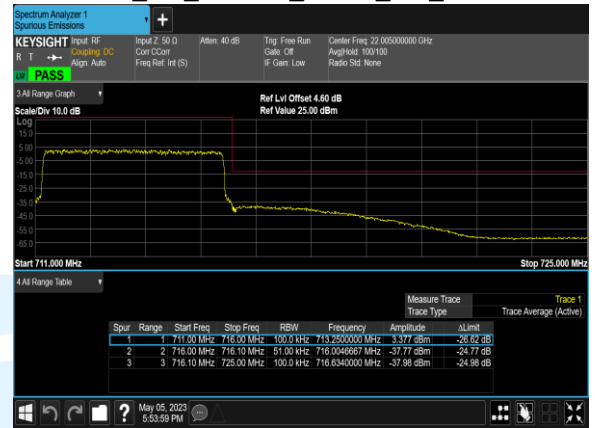 Spectrum Analyzer 1
Spurious Emissions
KEYSIGHT Input: RF Input Z: 50 Ω Atten: 40 dB Trig: Free Run Center Freq: 22.005000000 GHz
R T Coupling: DC Corr CCorr Gate: Off Avg|Hold: 100/100
Align: Auto Freq Ref: Int (S) IF Gain: Low Radio Std: None
PASS
3 All Range Graph
Ref Lvl Offset 4.60 dB
Scale/Div 10.0 dB Ref Value 25.00 dBm
Log
15.0
5.00
-5.00
-15.0
-25.0
-35.0
-45.0
-55.0
-65.0
Start 711.000 MHz Stop 725.000 MHz
4 All Range Table
Measure Trace Trace 1
Trace Type Trace Average (Active)
Spur Range Start Freq Stop Freq RBW Frequency Amplitude ΔLimit
1 1 711.00 MHz 716.00 MHz 100.0 kHz 713.2500000 MHz 3.377 dBm -26.62 dB
2 2 716.00 MHz 716.10 MHz 51.00 kHz 716.0046667 MHz -37.77 dBm -24.77 dB
3 3 716.10 MHz 725.00 MHz 100.0 kHz 716.6340000 MHz -37.98 dBm -24.98 dB
?
May 05, 2023
5:53:59 PM